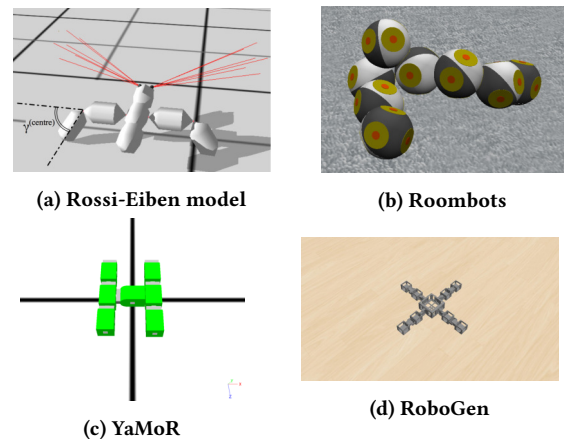 γ(centre)
(a) Rossi-Eiben model
(b) Roombots
(c) YaMoR
(d) RoboGen